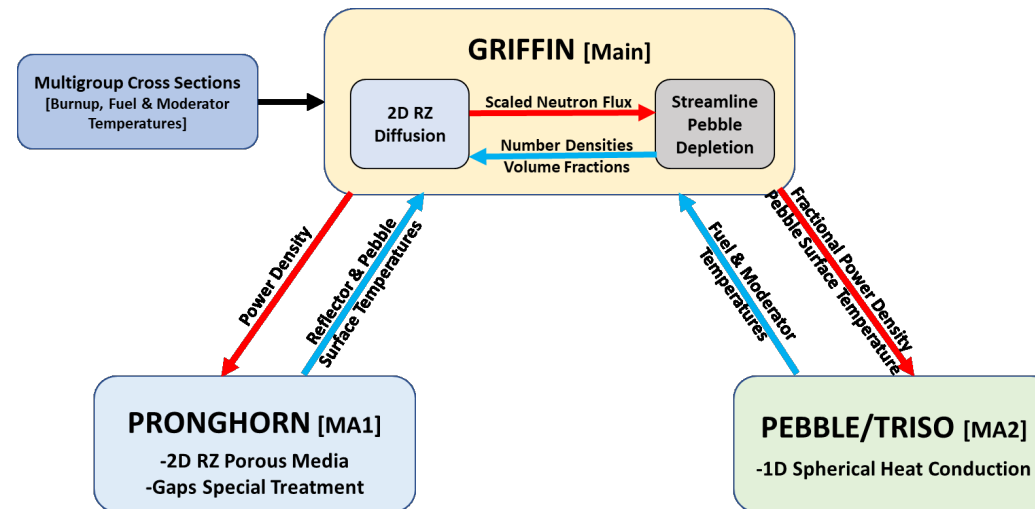 GRIFFIN [Main]
Multigroup Cross Sections
[Burnup, Fuel & Moderator
Temperatures]
2D RZ
Diffusion
Scaled Neutron Flux
Number Densities
Volume Fractions
Streamline
Pebble
Depletion
Power Density
Reflector & Pebble
Surface Temperatures
Fuel & Moderator
Temperatures
Fractional Power Density
Pebble Surface Temperature
PRONGHORN [MA1]
-2D RZ Porous Media
-Gaps Special Treatment
PEBBLE/TRISO [MA2]
-1D Spherical Heat Conduction